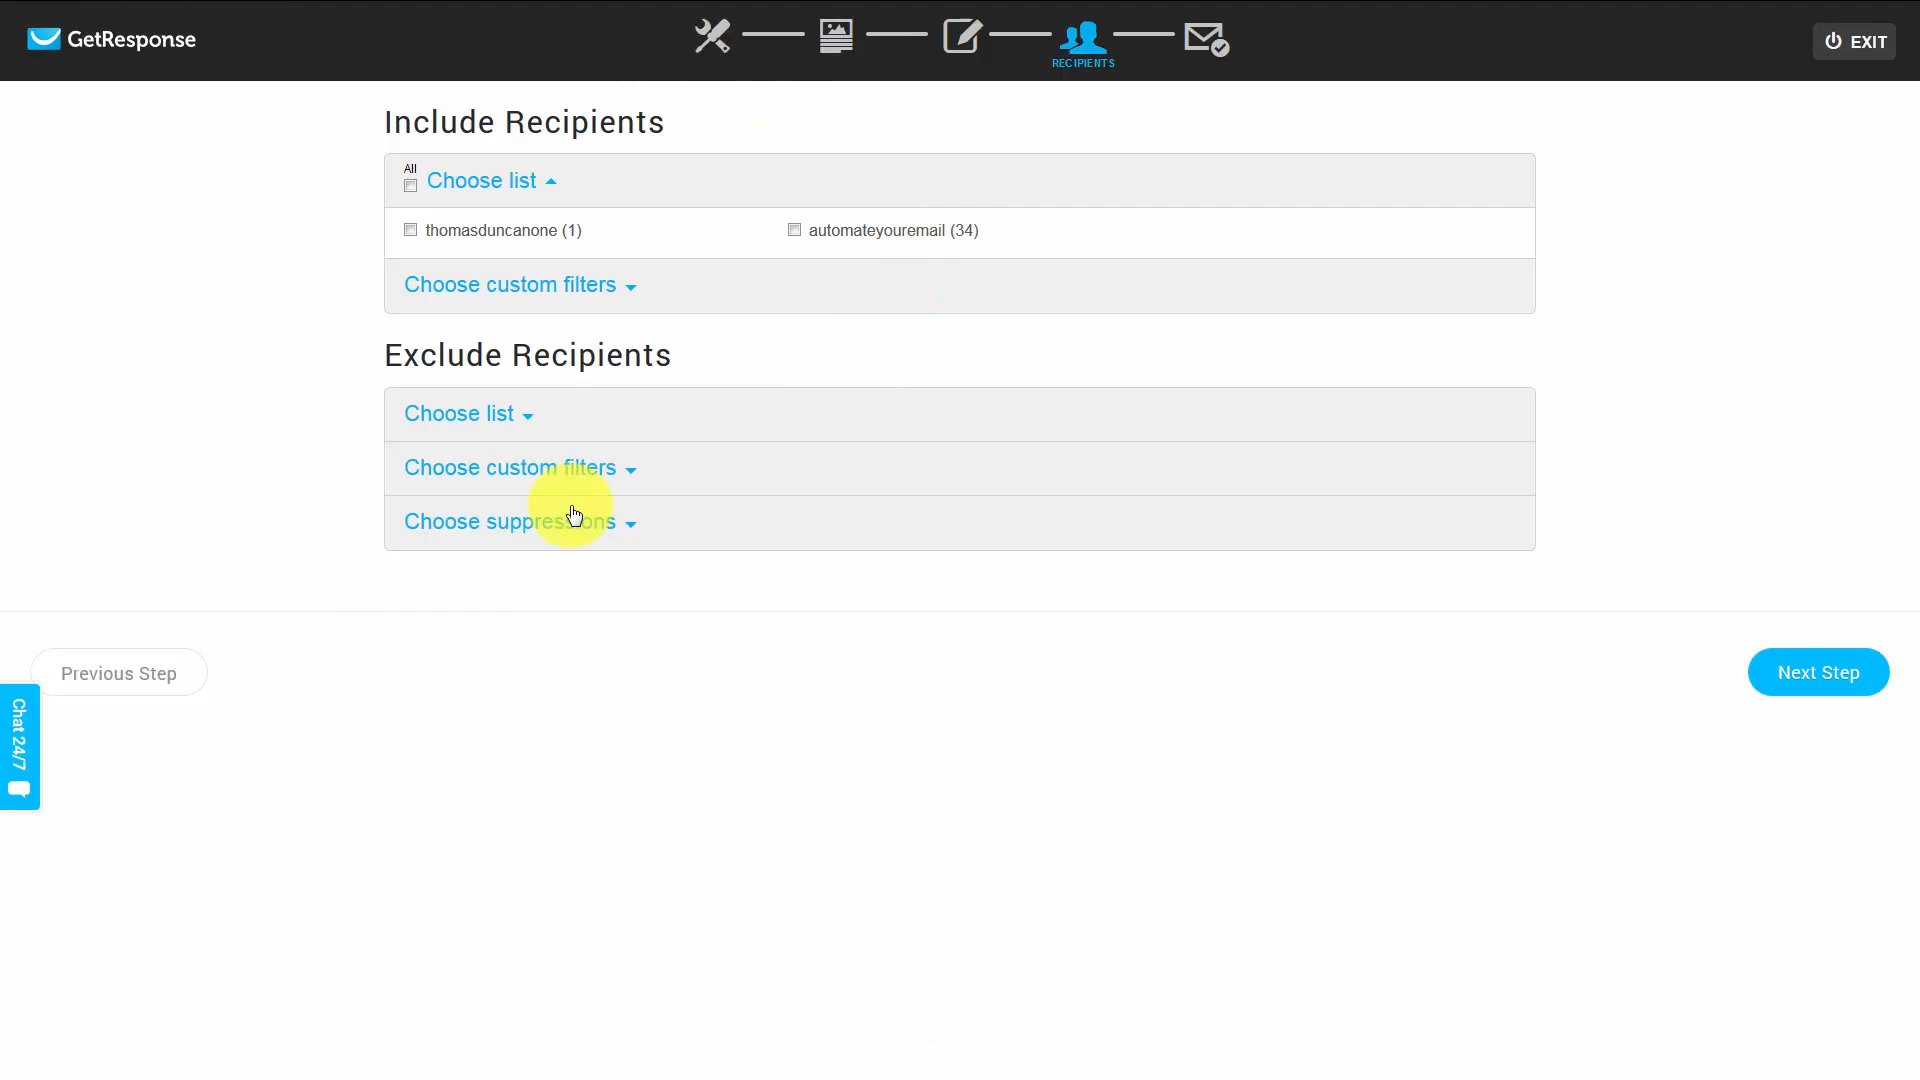 GetResponse
RECIPIENTS
EXIT
Include Recipients
All
Choose list
thomasduncanone (1)
automateyouremail (34)
Choose custom filters
Exclude Recipients
Choose list
Choose custom filters
Choose suppressions
Previous Step
Next Step
Chat 24/7